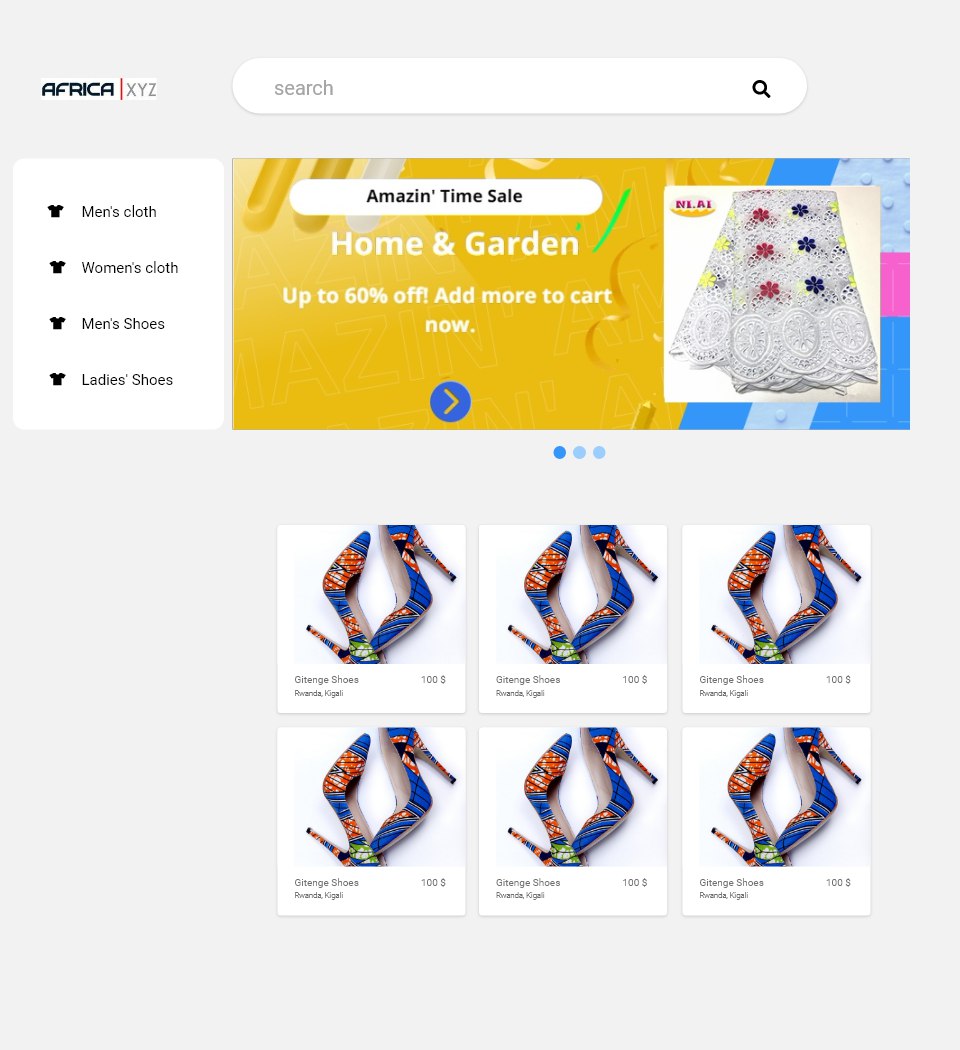 AFRICA|XYZ
search
Men's cloth
Women's cloth
Men's Shoes
Ladies' Shoes
Amazin' Time Sale
Home & Garden
Up to 60% off! Add more to cart
now.
NI.AI
Gitenge Shoes 100 $
Rwanda, Kigali
Gitenge Shoes 100 $
Rwanda, Kigali
Gitenge Shoes 100 $
Rwanda, Kigali
Gitenge Shoes 100 $
Rwanda, Kigali
Gitenge Shoes 100 $
Rwanda, Kigali
Gitenge Shoes 100 $
Rwanda, Kigali